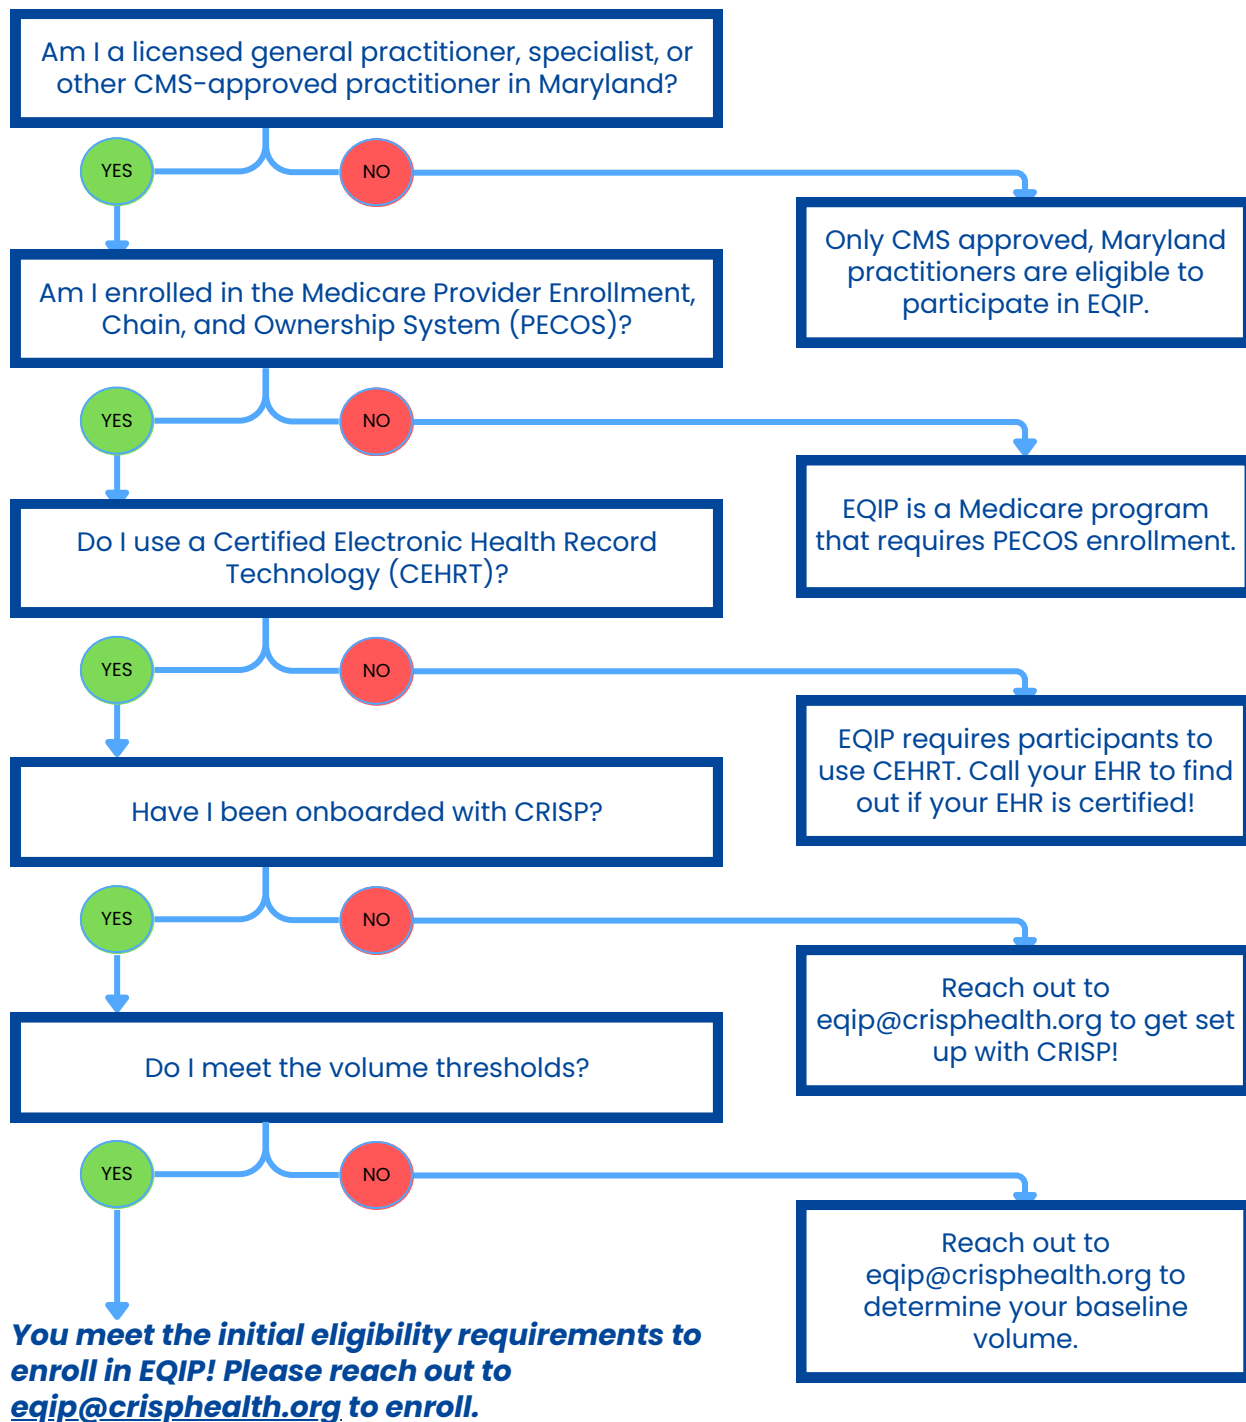 Am I a licensed general practitioner, specialist, or
other CMS-approved practitioner in Maryland?
YES
NO
Only CMS approved, Maryland
practitioners are eligible to
participate in EQIP.
Am I enrolled in the Medicare Provider Enrollment,
Chain, and Ownership System (PECOS)?
YES
NO
EQIP is a Medicare program
that requires PECOS enrollment.
Do I use a Certified Electronic Health Record
Technology (CEHRT)?
YES
NO
EQIP requires participants to
use CEHRT. Call your EHR to find
out if your EHR is certified!
Have I been onboarded with CRISP?
YES
NO
Reach out to
eqip@crisphealth.org to get set
up with CRISP!
Do I meet the volume thresholds?
YES
NO
Reach out to
eqip@crisphealth.org to
determine your baseline
volume.
You meet the initial eligibility requirements to
enroll in EQIP! Please reach out to
eqip@crisphealth.org to enroll.